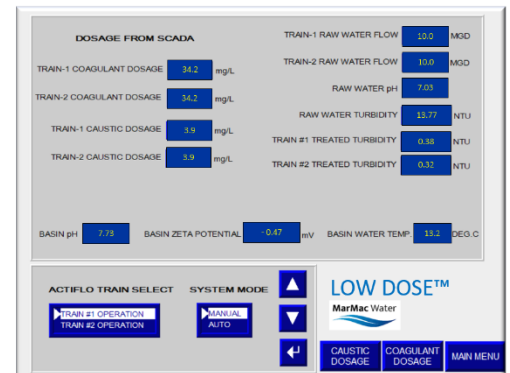 DOSAGE FROM SCADA
TRAIN-1 COAGULANT DOSAGE 34.2 mg/L
TRAIN-2 COAGULANT DOSAGE 34.2 mg/L
TRAIN-1 CAUSTIC DOSAGE 3.9 mg/L
TRAIN-2 CAUSTIC DOSAGE 3.9 mg/L
TRAIN-1 RAW WATER FLOW 10.0 MGD
TRAIN-2 RAW WATER FLOW 10.0 MGD
RAW WATER pH 7.03
RAW WATER TURBIDITY 13.77 NTU
TRAIN #1 TREATED TURBIDITY 0.38 NTU
TRAIN #2 TREATED TURBIDITY 0.32 NTU
BASIN pH 7.73 BASIN ZETA POTENTIAL -0.47 mV BASIN WATER TEMP. 13.2 DEG.C
ACTIFLO TRAIN SELECT
TRAIN #1 OPERATION
TRAIN #2 OPERATION
SYSTEM MODE
MANUAL
AUTO
LOW DOSE™
MarMac Water
CAUSTIC
DOSAGE
COAGULANT
DOSAGE
MAIN MENU